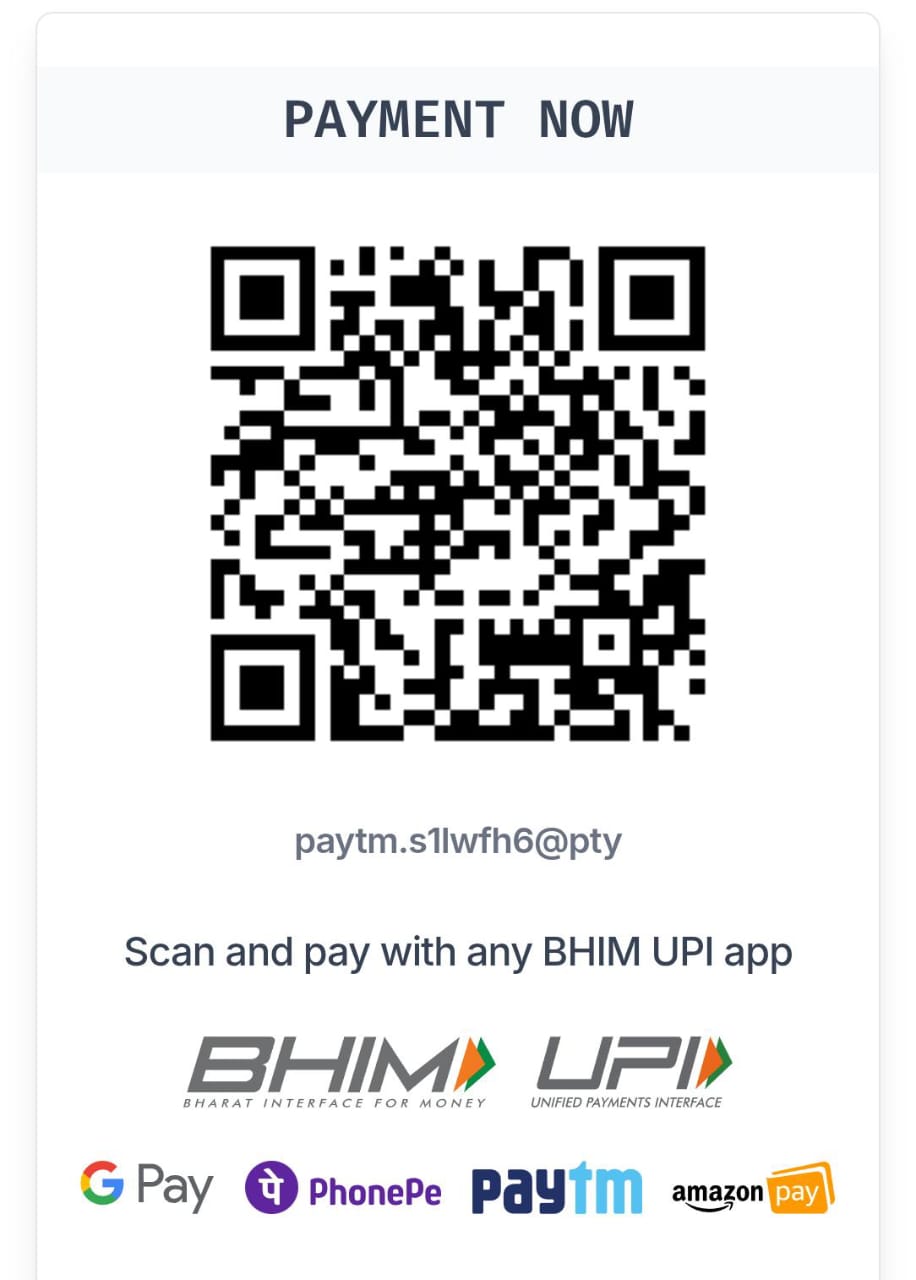 PAYMENT NOW
paytm.s1lwfh6@pty
Scan and pay with any BHIM UPI app
BHIM UPI
BHARAT INTERFACE FOR MONEY UNIFIED PAYMENTS INTERFACE
G Pay पे PhonePe paytm amazon pay